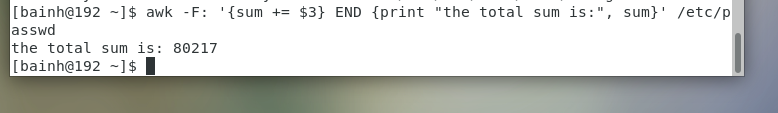 [bainh@192 ~]$ awk -F: '{sum += $3} END {print "the total sum is:", sum}' /etc/p
asswd
the total sum is: 80217
[bainh@192 ~]$